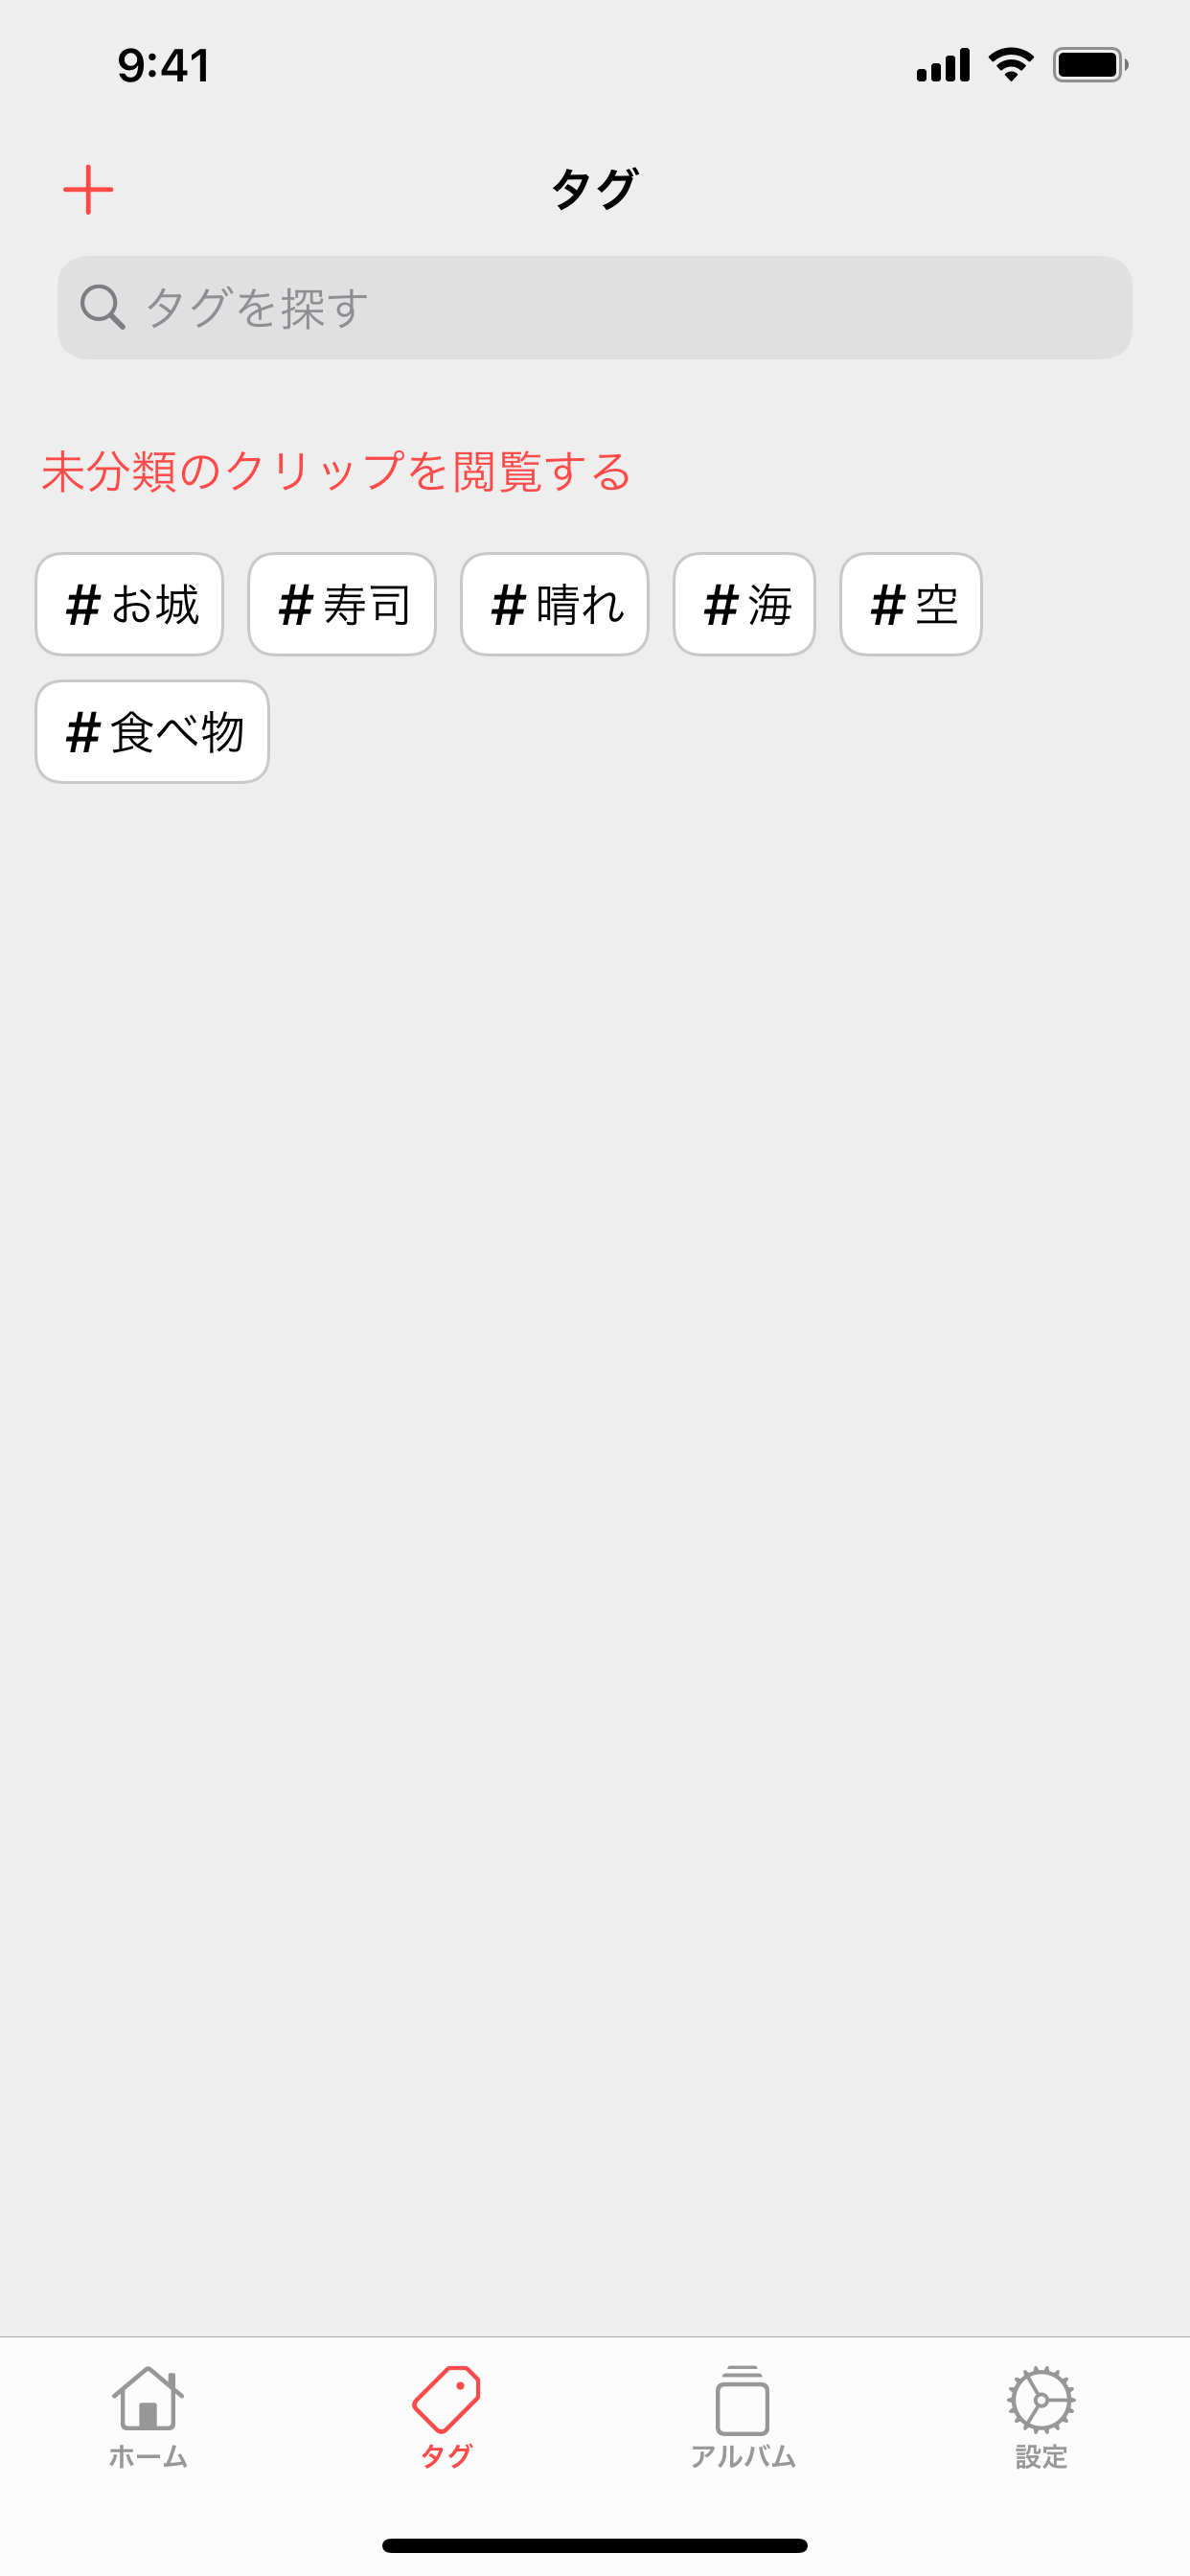 9:41
タグ
タグを探す
未分類のクリップを閲覧する
# お城 # 寿司 # 晴れ # 海 # 空
# 食べ物
ホーム タグ アルバム 設定